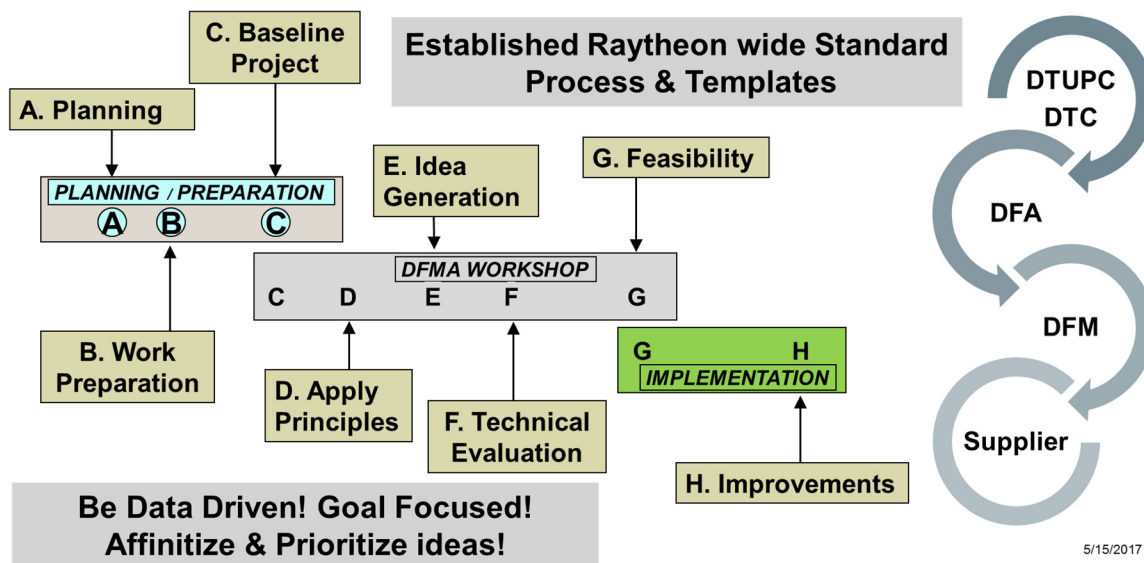 C. Baseline
Project
Established Raytheon wide Standard
Process & Templates
A. Planning
PLANNING / PREPARATION
A B C
E. Idea
Generation
G. Feasibility
DFMA WORKSHOP
C D E F G
B. Work
Preparation
D. Apply
Principles
F. Technical
Evaluation
G H
IMPLEMENTATION
H. Improvements
Be Data Driven! Goal Focused!
Affinitize & Prioritize ideas!
DTUPC
DTC
DFA
DFM
Supplier
5/15/2017